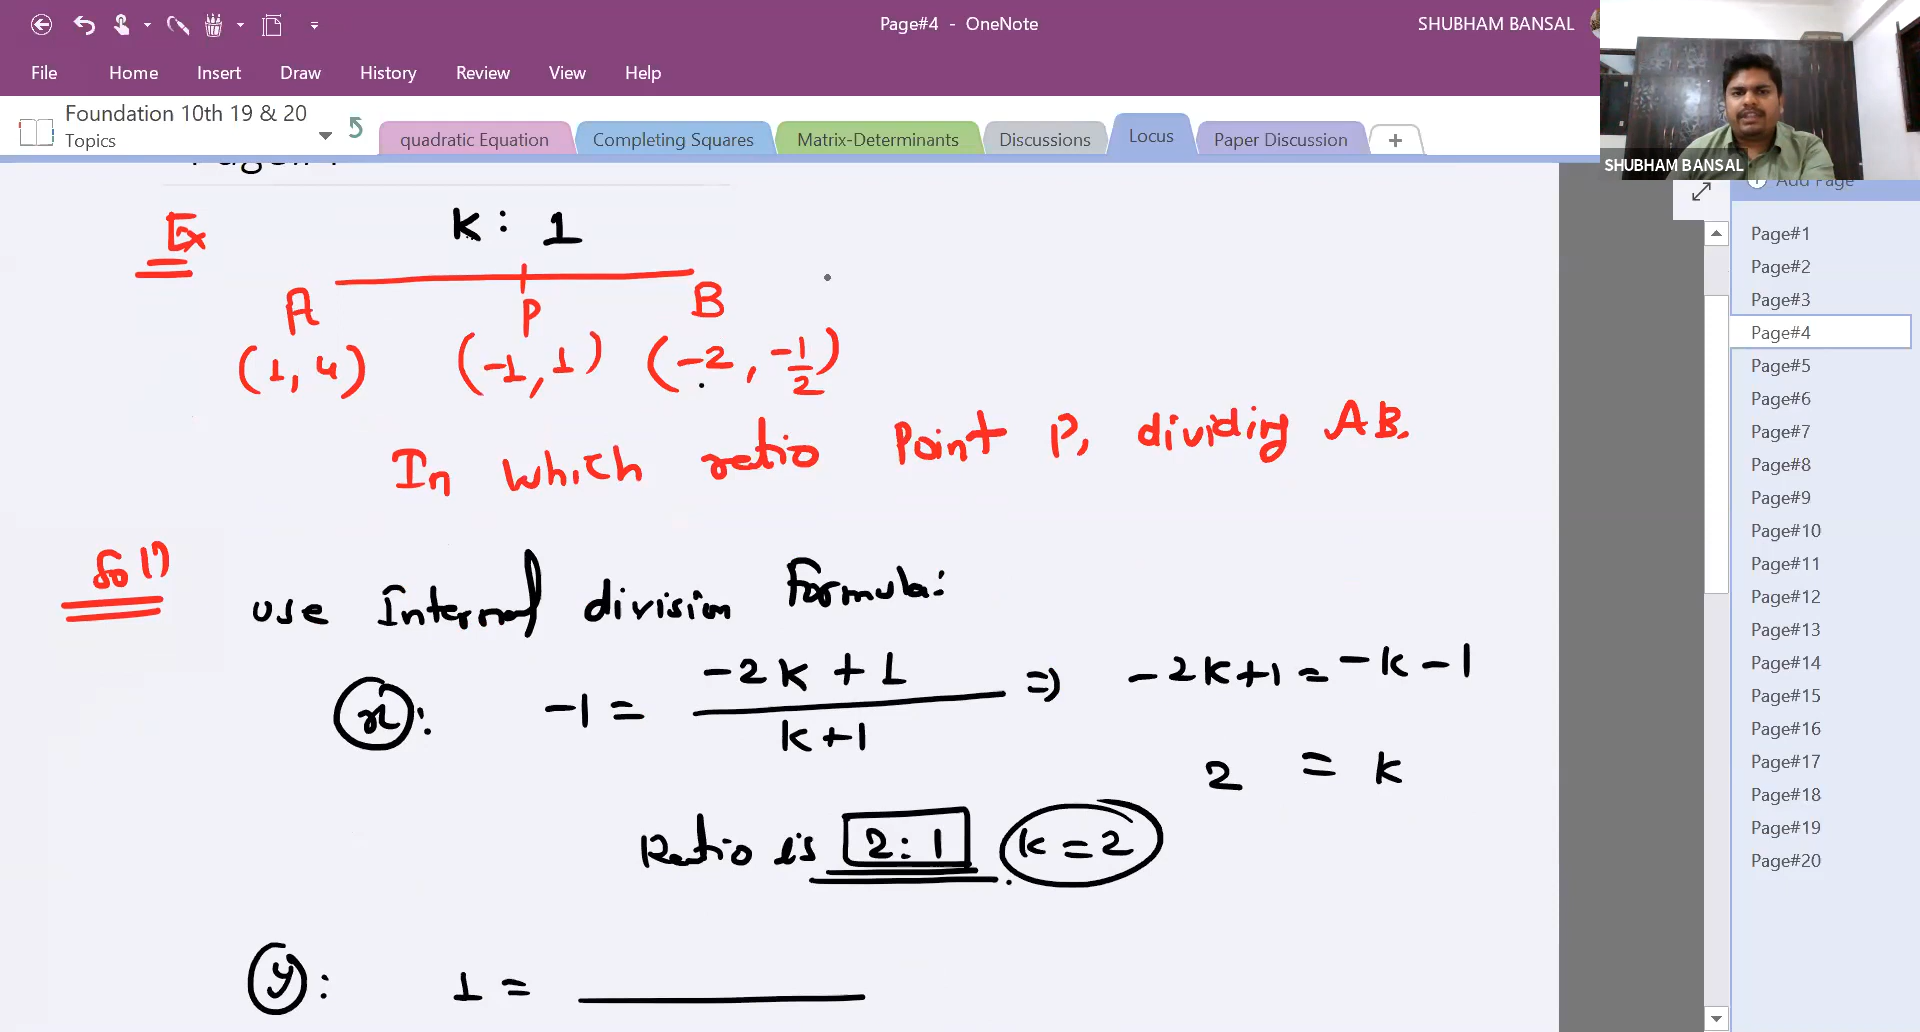 Page#4 - OneNote
SHUBHAM BANSAL
File Home Insert Draw History Review View Help
Foundation 10th 19 & 20
Topics
quadratic Equation Completing Squares Matrix-Determinants Discussions Locus Paper Discussion +
SHUBHAM BANSAL
Add Page
Page#1
Page#2
Page#3
Page#4
Page#5
Page#6
Page#7
Page#8
Page#9
Page#10
Page#11
Page#12
Page#13
Page#14
Page#15
Page#16
Page#17
Page#18
Page#19
Page#20
Ex
k : 1
A P B
(1, 4) (-1, 1) (-2, -1/2)
In which ratio Point P, dividing AB.
Sol)
use Internal division Formula:
x: -1 = (-2k + 1)/(k+1) ⇒ -2k+1 = -k-1
2 = k
Ratio is 2 : 1. k = 2
y: 1 =